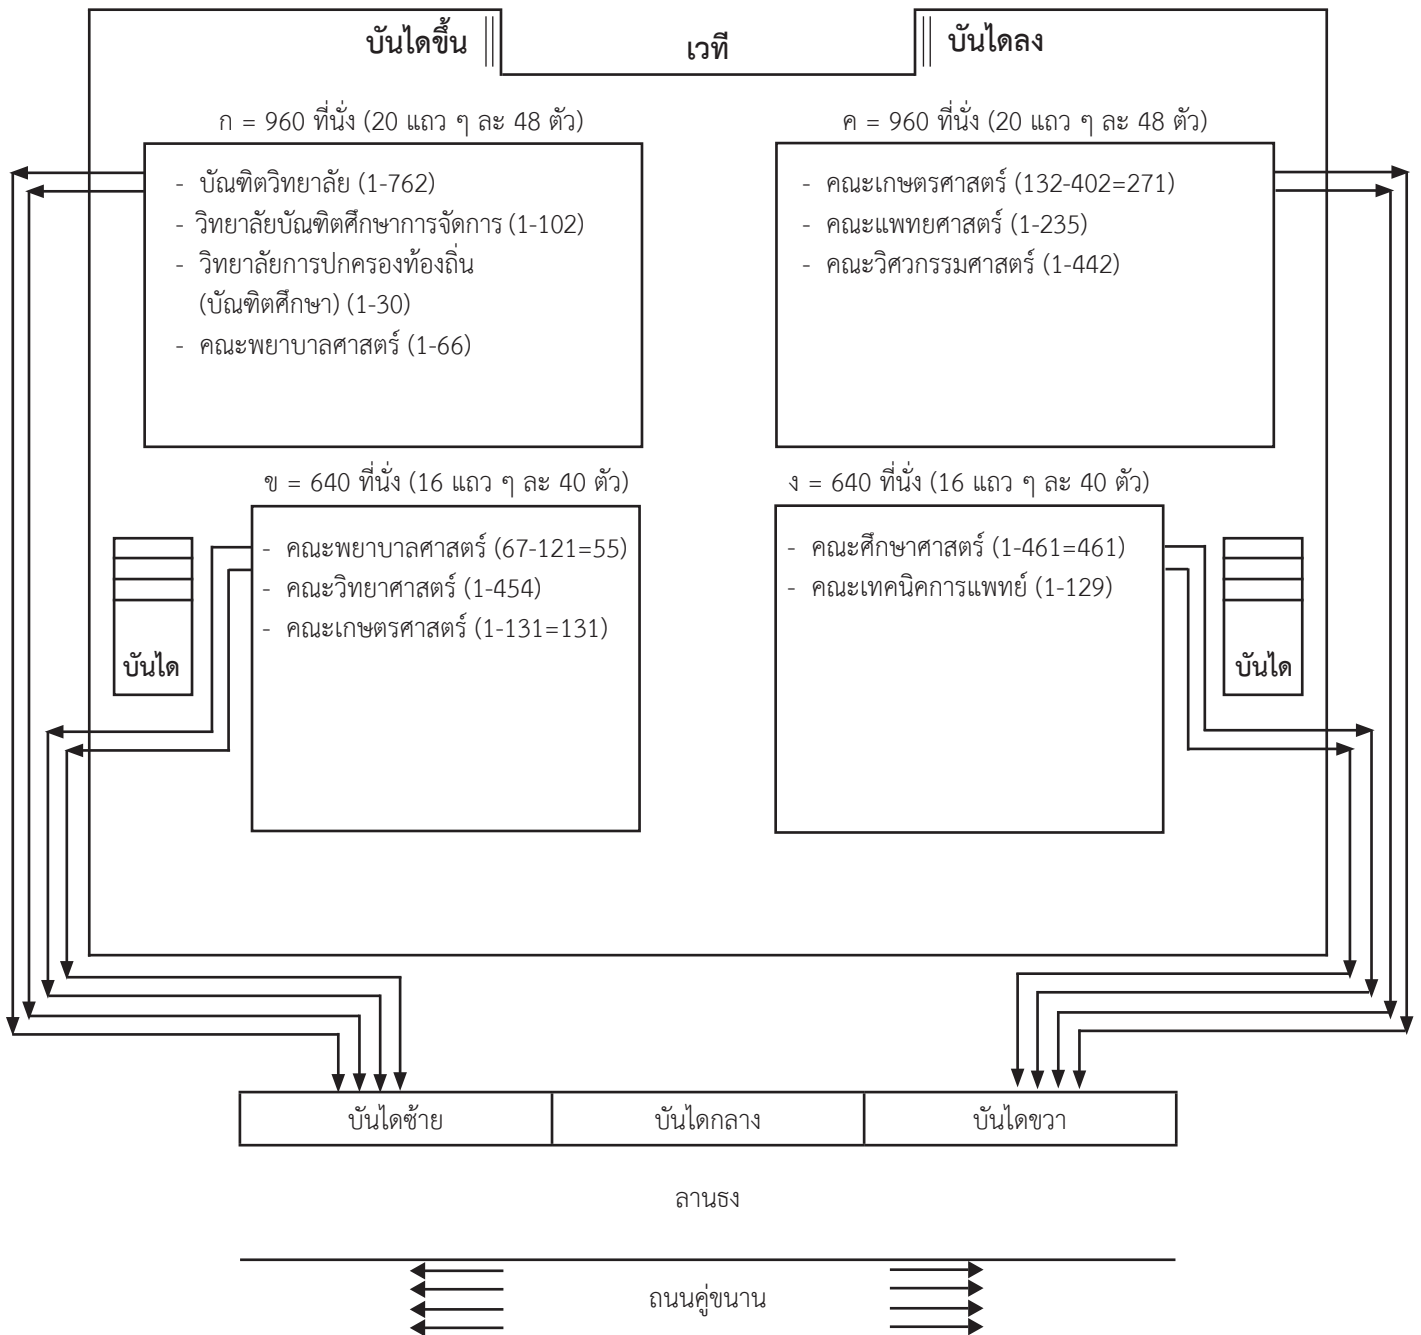 บันไดขึ้น
เวที
บันไดลง
ก = 960 ที่นั่ง (20 แถว ๆ ละ 48 ตัว)
- บัณฑิตวิทยาลัย (1-762)
- วิทยาลัยบัณฑิตศึกษาการจัดการ (1-102)
- วิทยาลัยการปกครองท้องถิ่น
(บัณฑิตศึกษา) (1-30)
- คณะพยาบาลศาสตร์ (1-66)
ค = 960 ที่นั่ง (20 แถว ๆ ละ 48 ตัว)
- คณะเกษตรศาสตร์ (132-402=271)
- คณะแพทยศาสตร์ (1-235)
- คณะวิศวกรรมศาสตร์ (1-442)
ข = 640 ที่นั่ง (16 แถว ๆ ละ 40 ตัว)
- คณะพยาบาลศาสตร์ (67-121=55)
- คณะวิทยาศาสตร์ (1-454)
- คณะเกษตรศาสตร์ (1-131=131)
บันได
ง = 640 ที่นั่ง (16 แถว ๆ ละ 40 ตัว)
- คณะศึกษาศาสตร์ (1-461=461)
- คณะเทคนิคการแพทย์ (1-129)
บันได
บันไดซ้าย
บันไดกลาง
บันไดขวา
ลานธง
ถนนคู่ขนาน